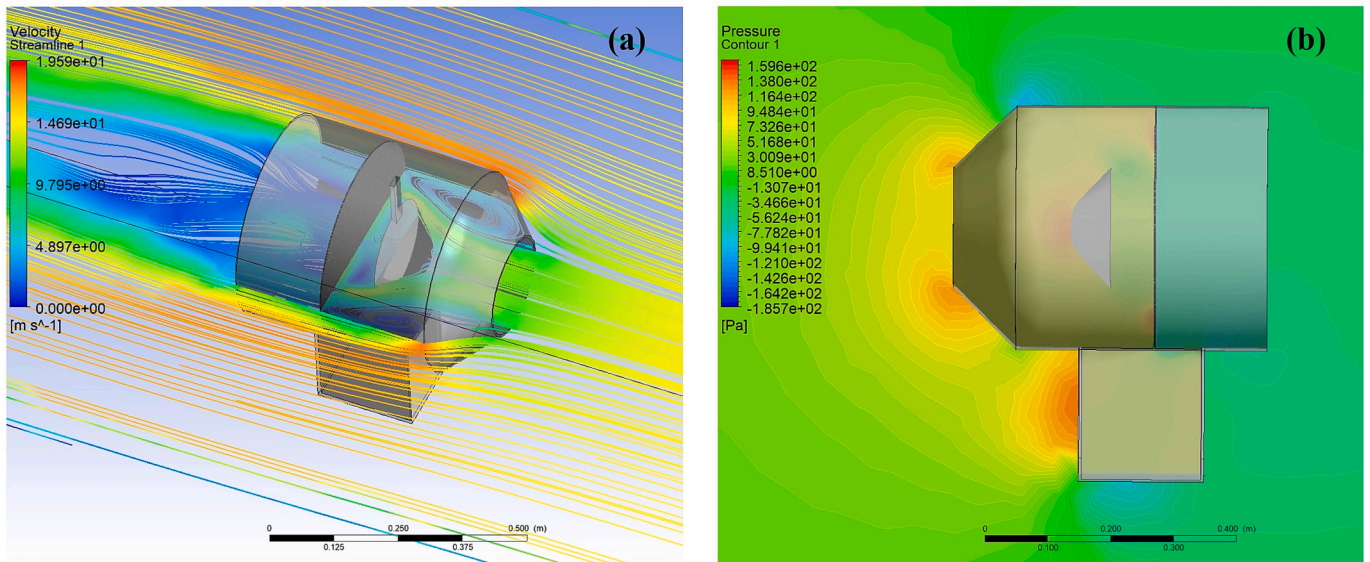 Velocity
Streamline 1
(a)
1.959e+01
1.469e+01
9.795e+00
4.897e+00
0.000e+00
[m s^-1]
0 0.250 0.500 (m)
0.125 0.375
Pressure
Contour 1
(b)
1.596e+02
1.380e+02
1.164e+02
9.484e+01
7.326e+01
5.168e+01
3.009e+01
8.510e+00
-1.307e+01
-3.466e+01
-5.624e+01
-7.782e+01
-9.941e+01
-1.210e+02
-1.426e+02
-1.642e+02
-1.857e+02
[Pa]
0 0.200 0.400 (m)
0.100 0.300